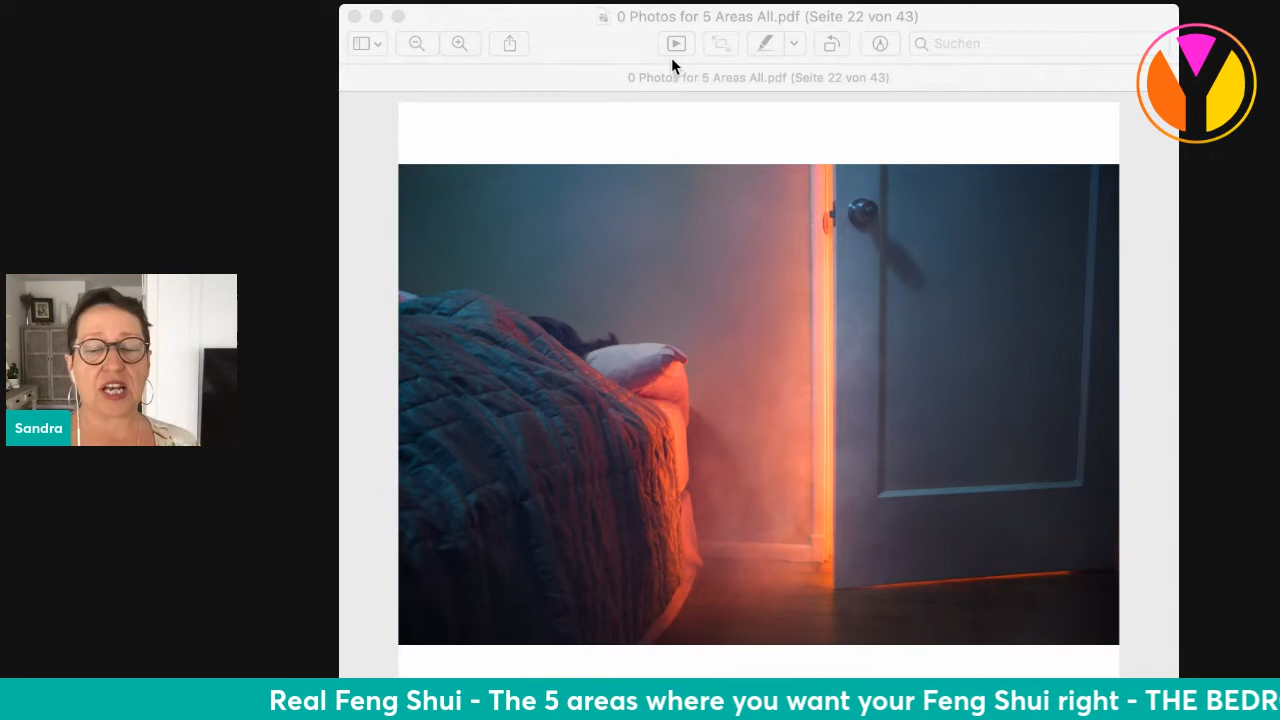 0 Photos for 5 Areas All.pdf (Seite 22 von 43)
Suchen
0 Photos for 5 Areas All.pdf (Seite 22 von 43)
Y
Sandra
Real Feng Shui - The 5 areas where you want your Feng Shui right - THE BEDR